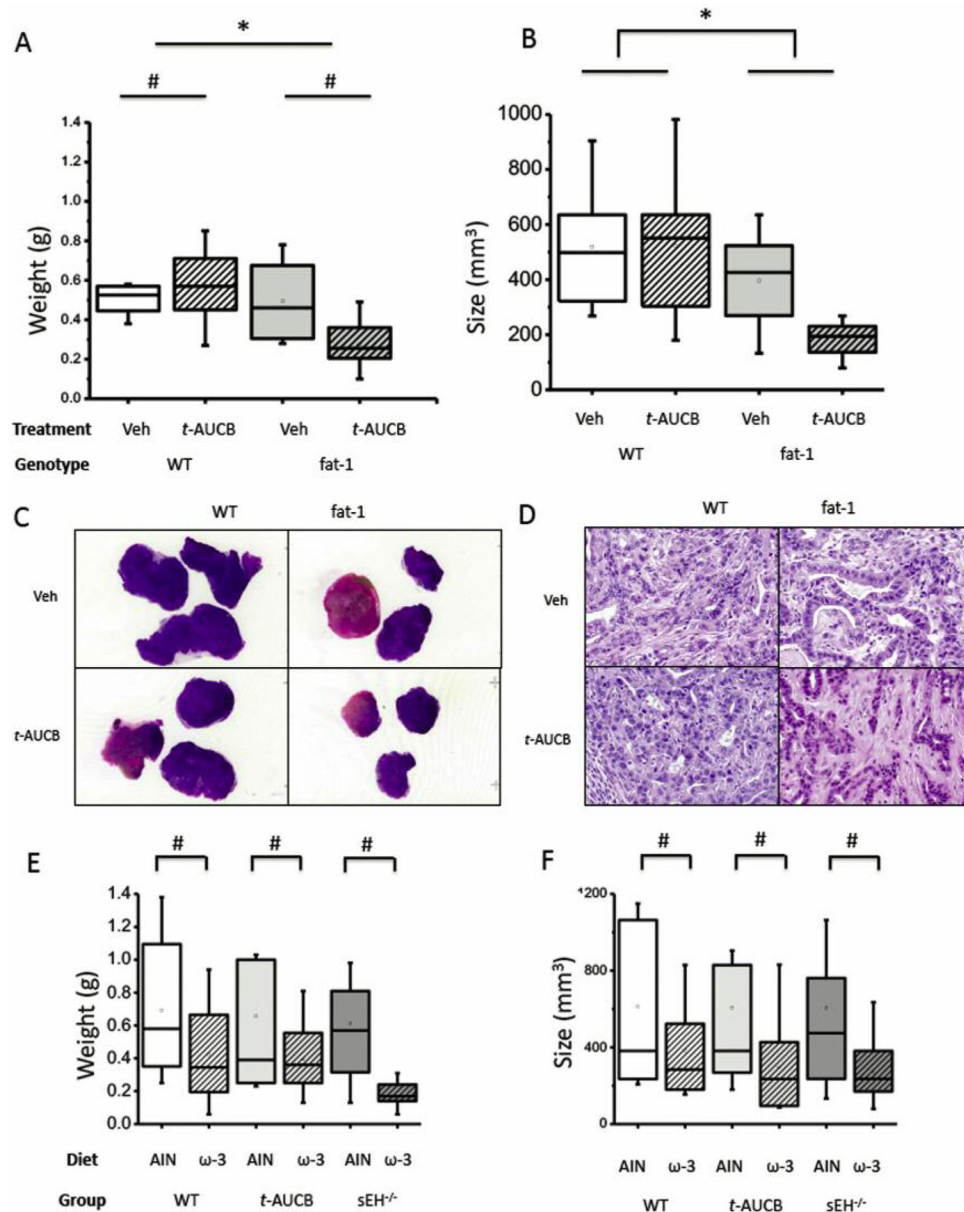 A
*
#
#
Weight (g)
1.4
1.2
1.0
0.8
0.6
0.4
0.2
0.0
Treatment Veh t-AUCB Veh t-AUCB
Genotype WT fat-1
B
*
Size (mm³)
1000
800
600
400
200
0
Veh t-AUCB Veh t-AUCB
WT fat-1
C
WT fat-1
Veh
t-AUCB
D
WT fat-1
Veh
t-AUCB
E
# # #
Weight (g)
1.4
1.2
1.0
0.8
0.6
0.4
0.2
0.0
Diet AIN ω-3 AIN ω-3 AIN ω-3
Group WT t-AUCB sEH-/-
F
# # #
Size (mm³)
1200
800
400
0
AIN ω-3 AIN ω-3 AIN ω-3
WT t-AUCB sEH-/-